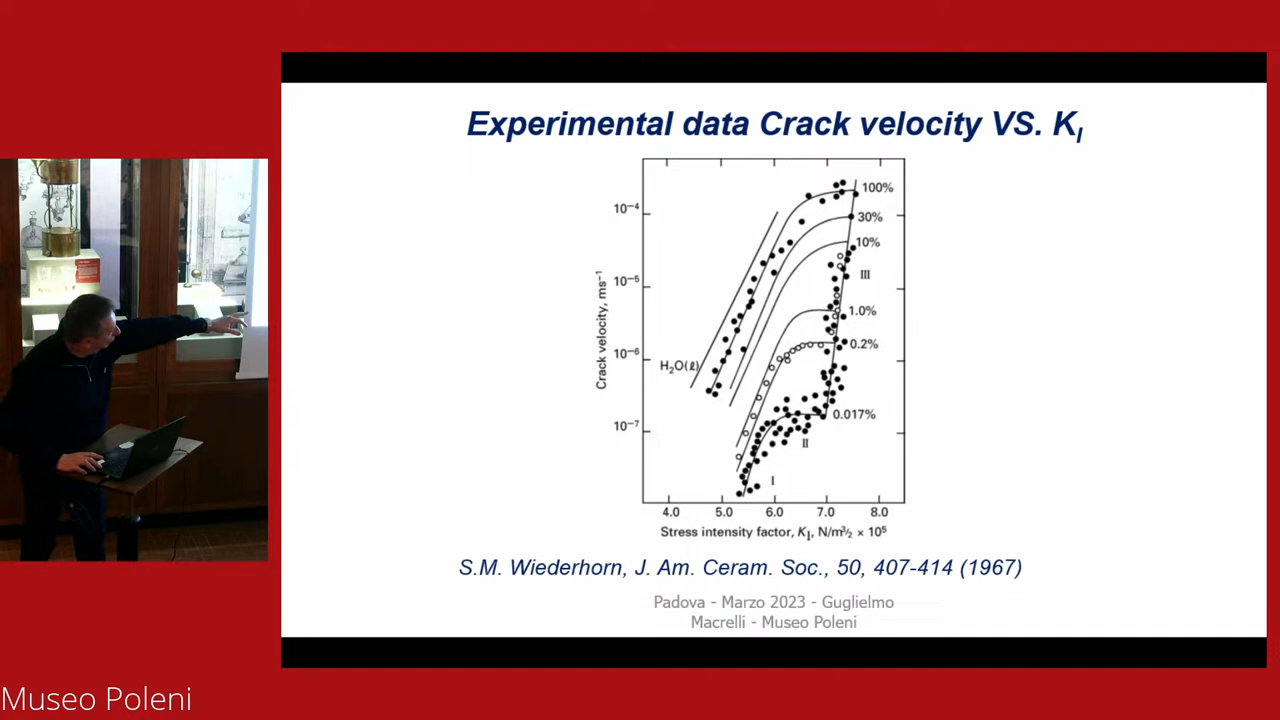 Experimental data Crack velocity VS. KI
100%
10⁻⁴
30%
10%
III
10⁻⁵
1.0%
Crack velocity, ms⁻¹
0.2%
10⁻⁶
H₂O(ℓ)
0.017%
10⁻⁷
II
I
4.0 5.0 6.0 7.0 8.0
Stress intensity factor, KI, N/m³⁄₂ × 10⁵
S.M. Wiederhorn, J. Am. Ceram. Soc., 50, 407-414 (1967)
Padova - Marzo 2023 - Guglielmo
Macrelli - Museo Poleni
Museo Poleni